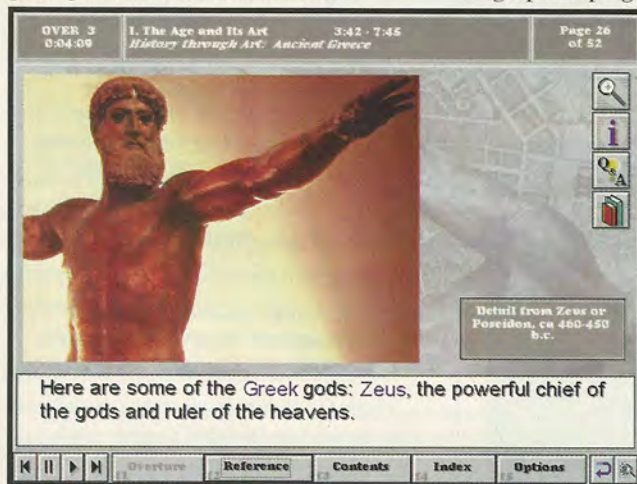 OVER 3
0:04:09
I. The Age and Its Art 3:42 - 7:45
History through Art: Ancient Greece
Page 26
of 52
i
Q&A
Detail from Zeus or
Poseidon, ca 460-450
b.c.
Here are some of the Greek gods: Zeus, the powerful chief of
the gods and ruler of the heavens.
Overture
Reference
Contents
Index
Options